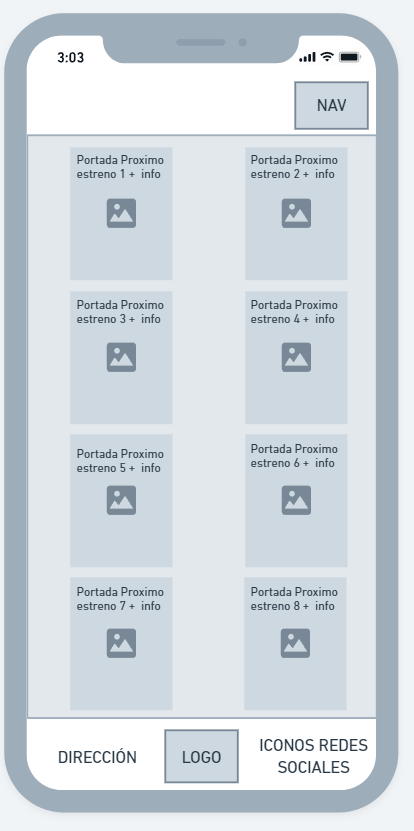 3:03
NAV
Portada Proximo
estreno 1 + info
Portada Proximo
estreno 2 + info
Portada Proximo
estreno 3 + info
Portada Proximo
estreno 4 + info
Portada Proximo
estreno 5 + info
Portada Proximo
estreno 6 + info
Portada Proximo
estreno 7 + info
Portada Proximo
estreno 8 + info
DIRECCIÓN
LOGO
ICONOS REDES
SOCIALES